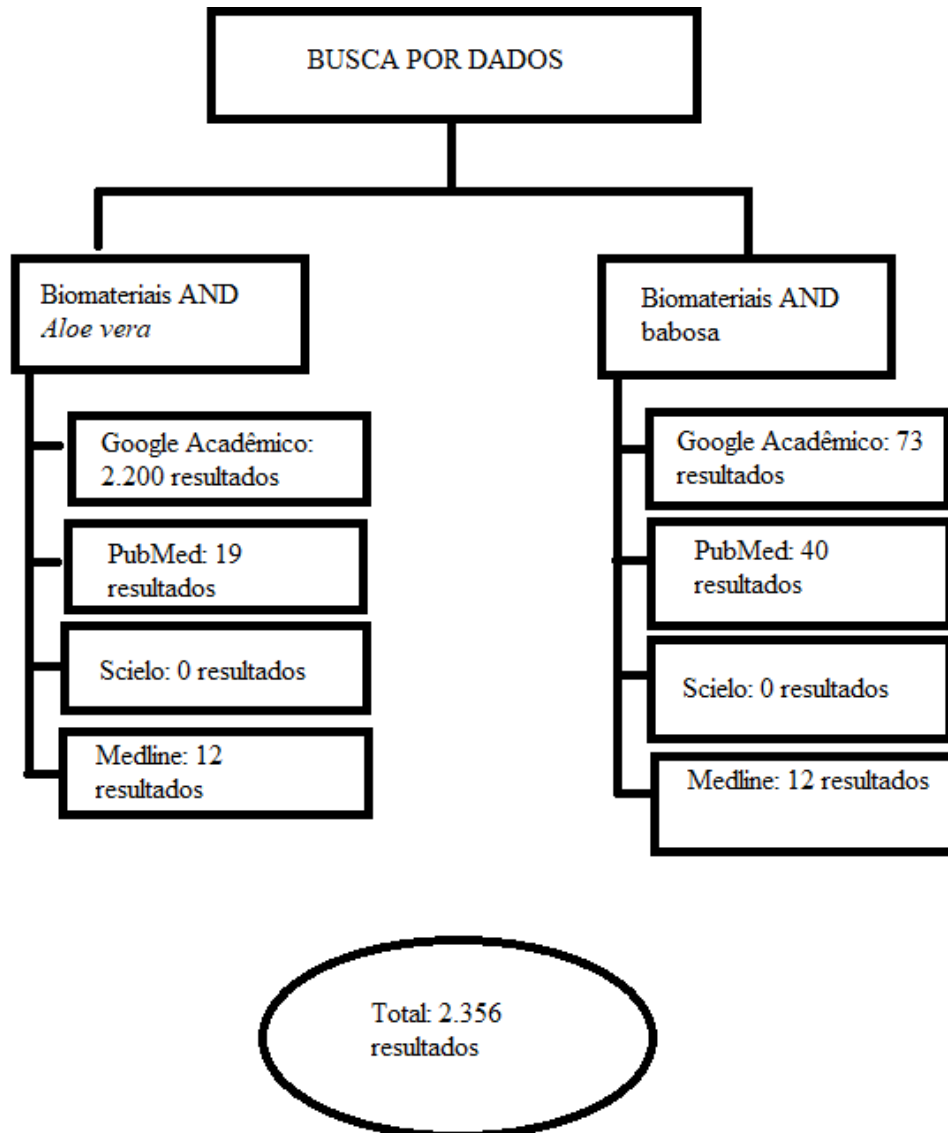 BUSCA POR DADOS
Biomateriais AND
Aloe vera
Google Acadêmico:
2.200 resultados
PubMed: 19
resultados
Scielo: 0 resultados
Medline: 12
resultados
Biomateriais AND
babosa
Google Acadêmico: 73
resultados
PubMed: 40
resultados
Scielo: 0 resultados
Medline: 12 resultados
Total: 2.356
resultados